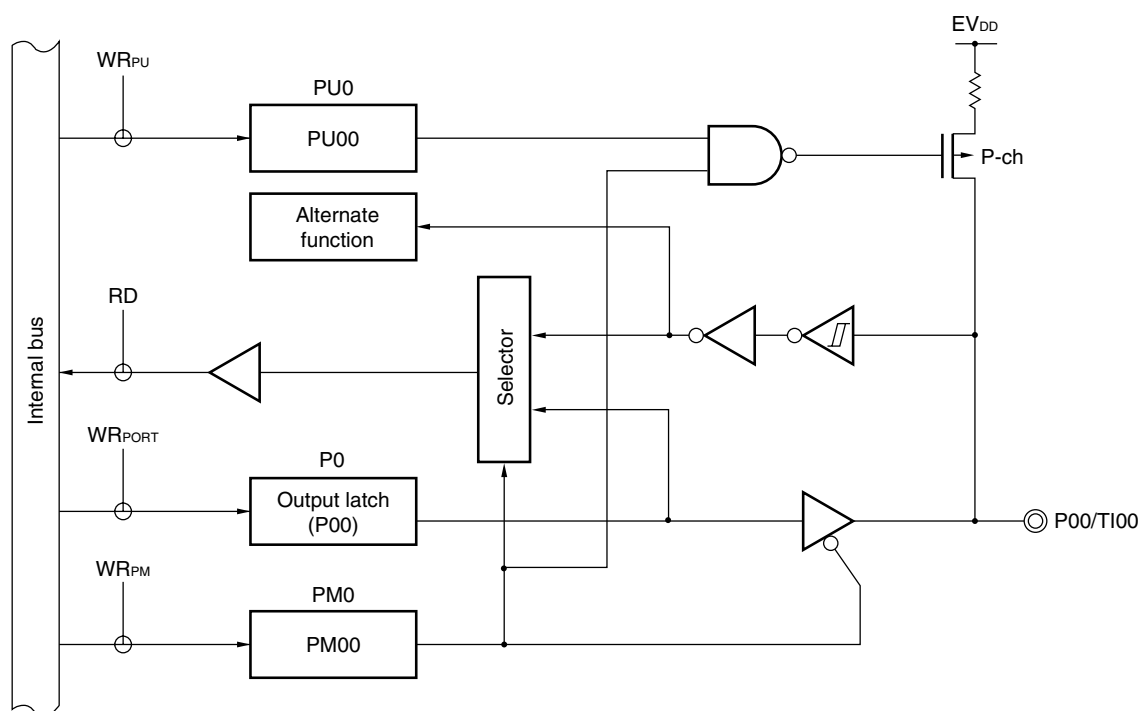 EVDD
WRPU
PU0
PU00
P-ch
Alternate
function
RD
Selector
Internal bus
WRPORT
P0
Output latch
(P00)
P00/TI00
WRPM
PM0
PM00